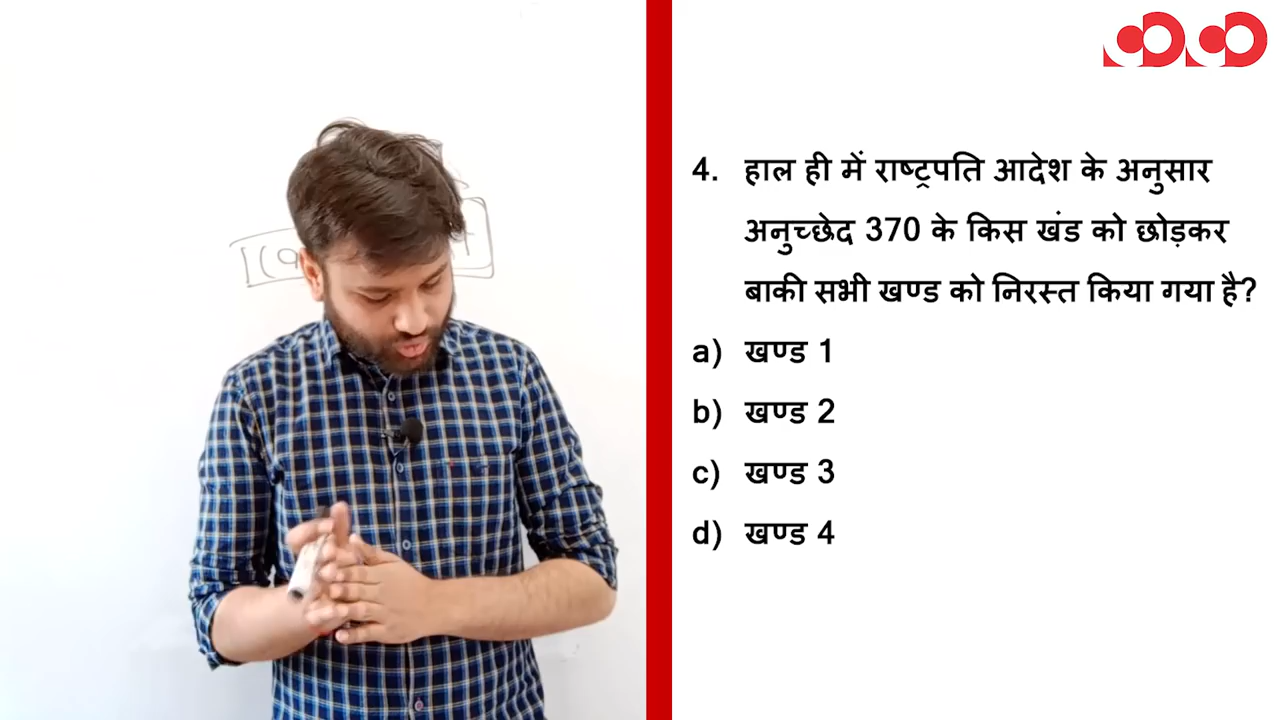 4. हाल ही में राष्ट्रपति आदेश के अनुसार
अनुच्छेद 370 के किस खंड को छोड़कर
बाकी सभी खण्ड को निरस्त किया गया है?
a) खण्ड 1
b) खण्ड 2
c) खण्ड 3
d) खण्ड 4